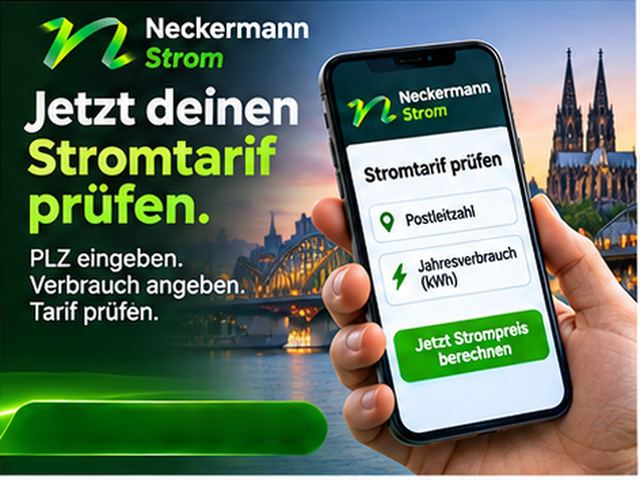 Neckermann
Strom
Jetzt deinen
Stromtarif
prüfen.
PLZ eingeben.
Verbrauch angeben.
Tarif prüfen.
Neckermann
Strom
Stromtarif prüfen
Postleitzahl
Jahresverbrauch
(kWh)
Jetzt Strompreis
berechnen